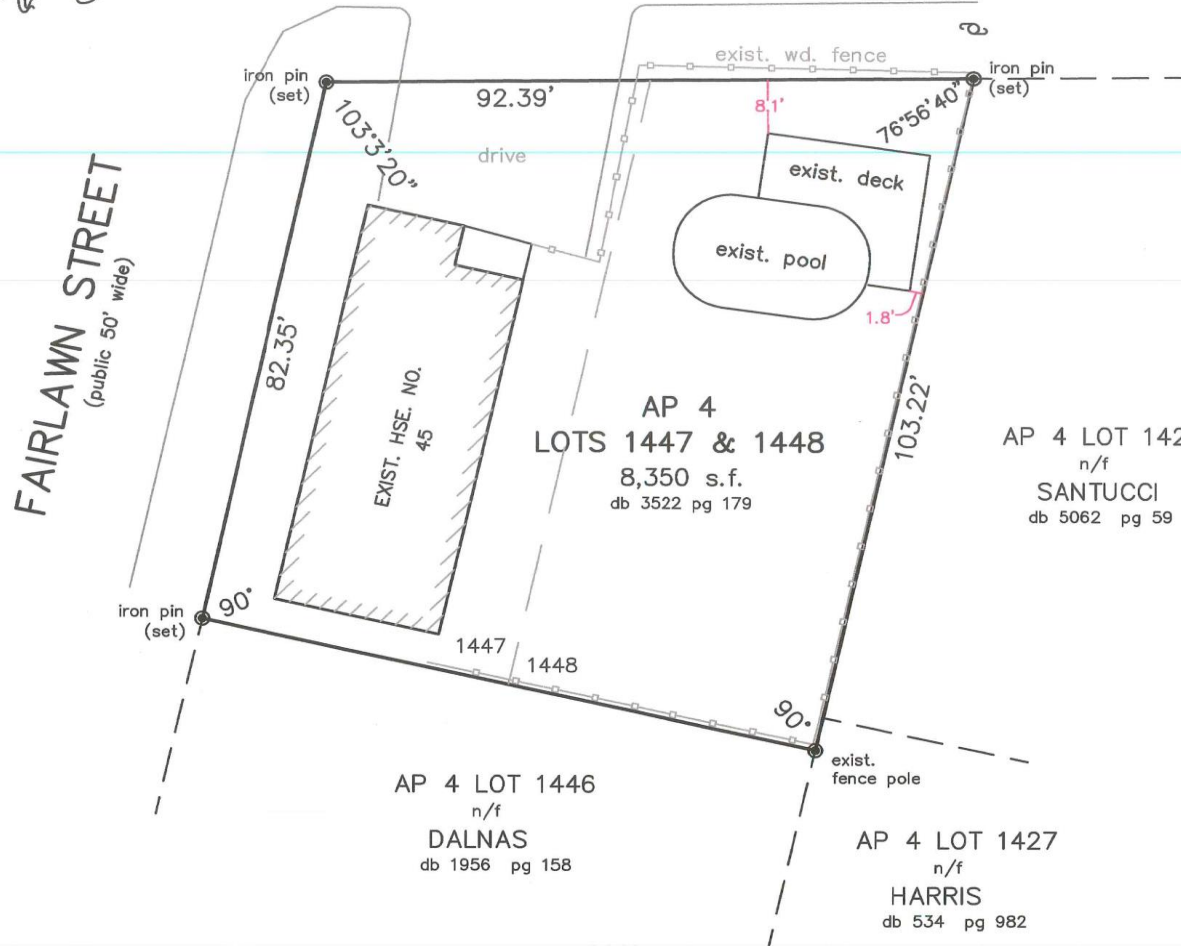 exist. wd. fence
iron pin
(set)
iron pin
(set)
92.39'
8.1'
76°56'40"
103°3'20"
drive
exist. deck
exist. pool
1.8'
FAIRLAWN STREET
(public 50' wide)
82.35'
EXIST. HSE. NO.
45
AP 4
LOTS 1447 & 1448
8,350 s.f.
db 3522 pg 179
103.22'
AP 4 LOT 142
n/f
SANTUCCI
db 5062 pg 59
iron pin
(set)
90°
1447
1448
90°
exist.
fence pole
AP 4 LOT 1446
n/f
DALNAS
db 1956 pg 158
AP 4 LOT 1427
n/f
HARRIS
db 534 pg 982